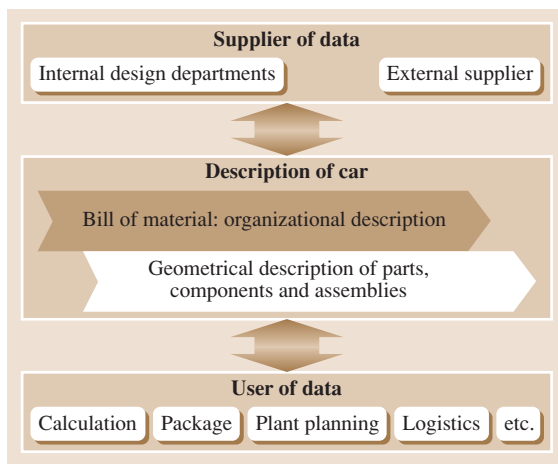 Supplier of data
Internal design departments
External supplier
Description of car
Bill of material: organizational description
Geometrical description of parts,
components and assemblies
User of data
Calculation
Package
Plant planning
Logistics
etc.